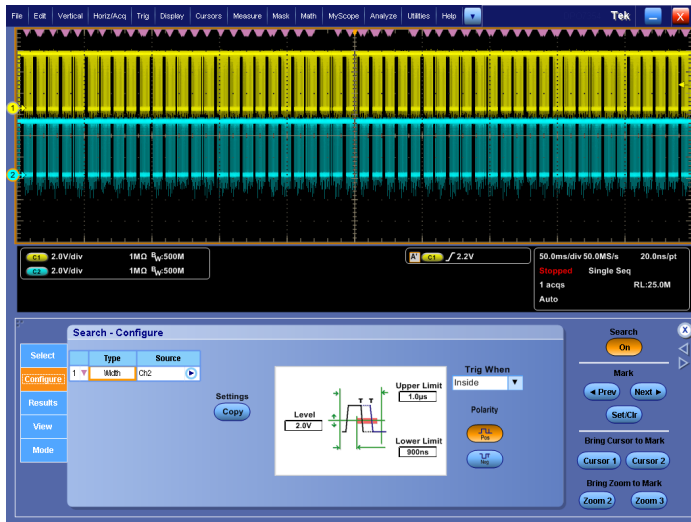 File Edit Vertical Horiz/Acq Trig Display Cursors Measure Mask Math MyScope Analyze Utilities Help Tek X
1
2
C1 2.0V/div 1MΩ BW:500M
C2 2.0V/div 1MΩ BW:500M
A' C1 2.2V
50.0ms/div 50.0MS/s 20.0ns/pt
Stopped Single Seq
1 acqs RL:25.0M
Auto
Search - Configure
Select
Configure
Results
View
Mode
Type Source
1 Width Ch2
Settings
Copy
Level
2.0V
T T
Upper Limit
1.0µs
Lower Limit
900ns
Trig When
Inside
Polarity
Pos
Neg
Search
On
X
Mark
Prev Next
Set/Clr
Bring Cursor to Mark
Cursor 1 Cursor 2
Bring Zoom to Mark
Zoom 2 Zoom 3